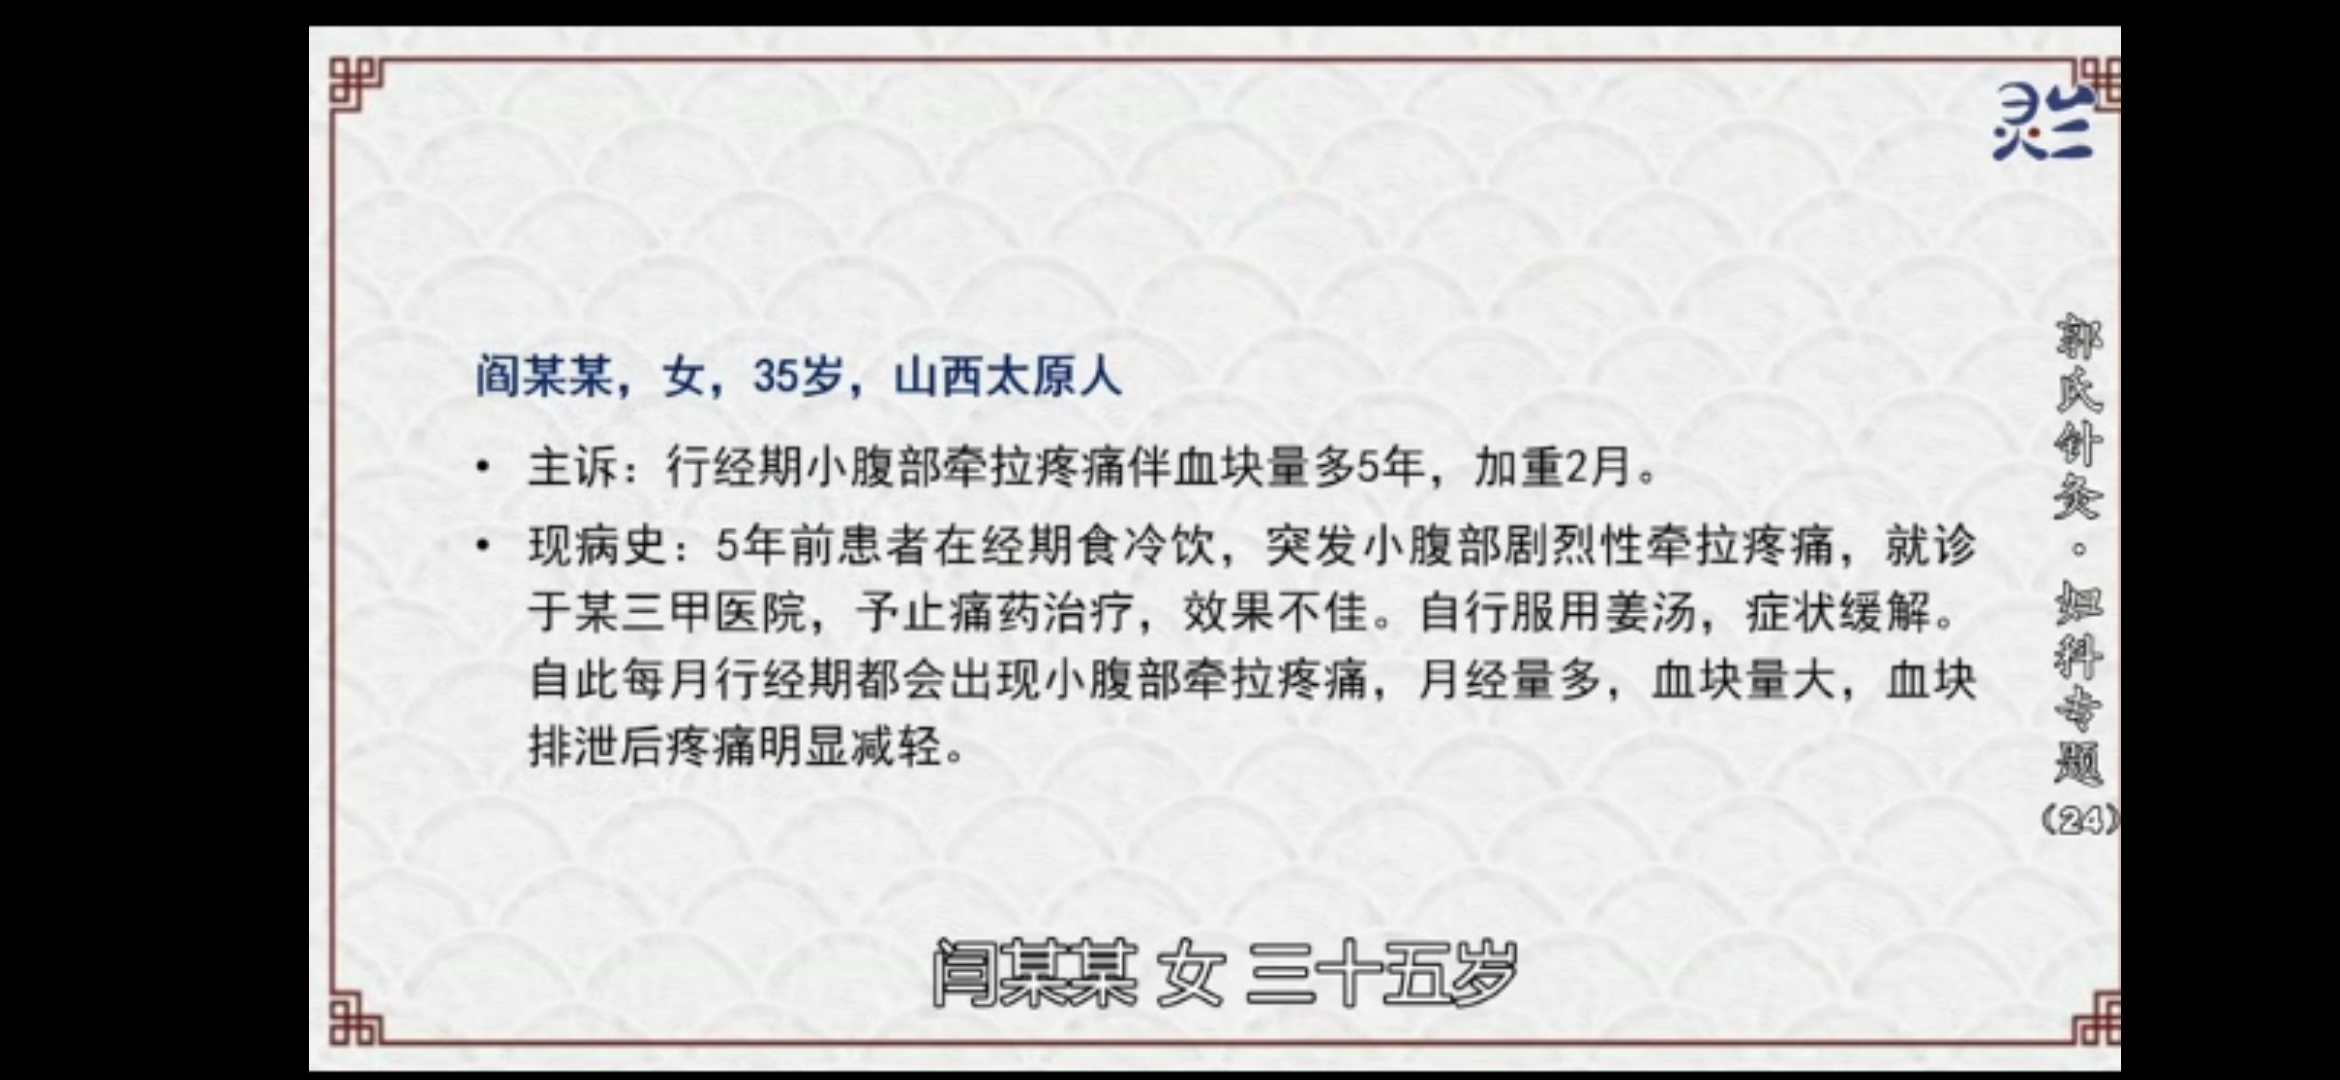 灵兰
阎某某，女，35岁，山西太原人
• 主诉：行经期小腹部牵拉疼痛伴血块量多5年，加重2月。
• 现病史：5年前患者在经期食冷饮，突发小腹部剧烈性牵拉疼痛，就诊
于某三甲医院，予止痛药治疗，效果不佳。自行服用姜汤，症状缓解。
自此每月行经期都会出现小腹部牵拉疼痛，月经量多，血块量大，血块
排泄后疼痛明显减轻。
郭氏针灸。妇科专题（24）
闫某某 女 三十五岁